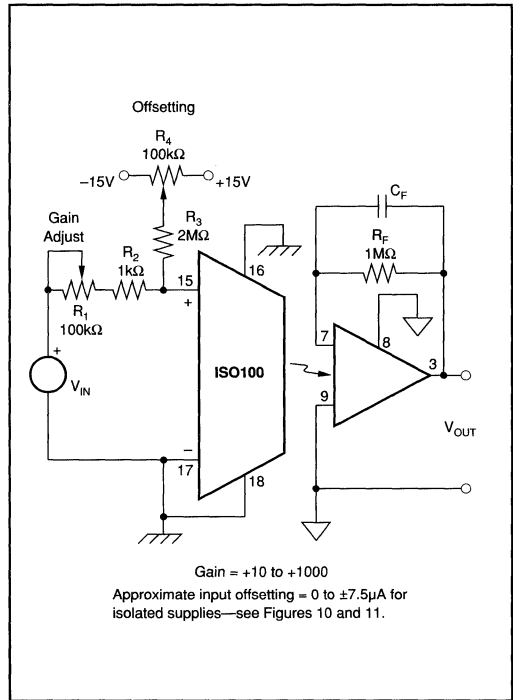 Offsetting
R4
100kΩ
−15V
+15V
Gain
Adjust
R3
2MΩ
R2
1kΩ
R1
100kΩ
15
+
16
ISO100
+
VIN
−
17
18
CF
RF
1MΩ
7
8
9
3
VOUT
Gain = +10 to +1000
Approximate input offsetting = 0 to ±7.5µA for
isolated supplies—see Figures 10 and 11.